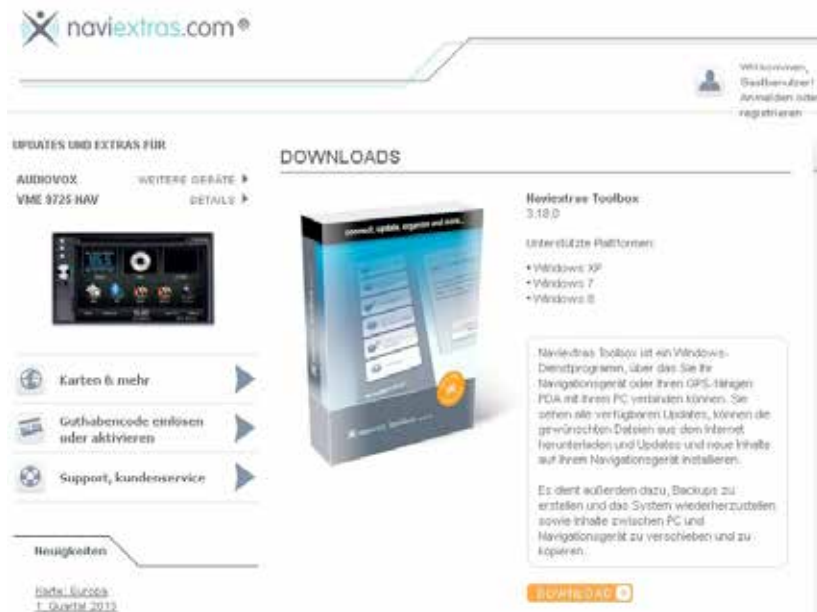 naviextras.com®
Willkommen,
Gastbenutzer!
Anmelden oder
registrieren
UPDATES UND EXTRAS FÜR
AUDIOVOX WEITERE GERÄTE
VME 9725 NAV DETAILS
Karten & mehr
Guthabencode einlösen
oder aktivieren
Support, kundenservice
Neuigkeiten
Karte: Europa
1. Quartal 2013
DOWNLOADS
connect, update, organize and more...
Naviextras Toolbox
3.18.0
Unterstützte Plattformen:
• Windows XP
• Windows 7
• Windows 8
Naviextras Toolbox ist ein Windows-
Dienstprogramm, über das Sie Ihr
Navigationsgerät oder Ihren GPS-fähigen
PDA mit Ihrem PC verbinden können. Sie
sehen alle verfügbaren Updates, können die
gewünschten Dateien aus dem Internet
herunterladen und Updates und neue Inhalte
auf Ihrem Navigationsgerät installieren.
Es dient außerdem dazu, Backups zu
erstellen und das System wiederherzustellen
sowie Inhalte zwischen PC und
Navigationsgerät zu verschieben und zu
kopieren.
DOWNLOAD